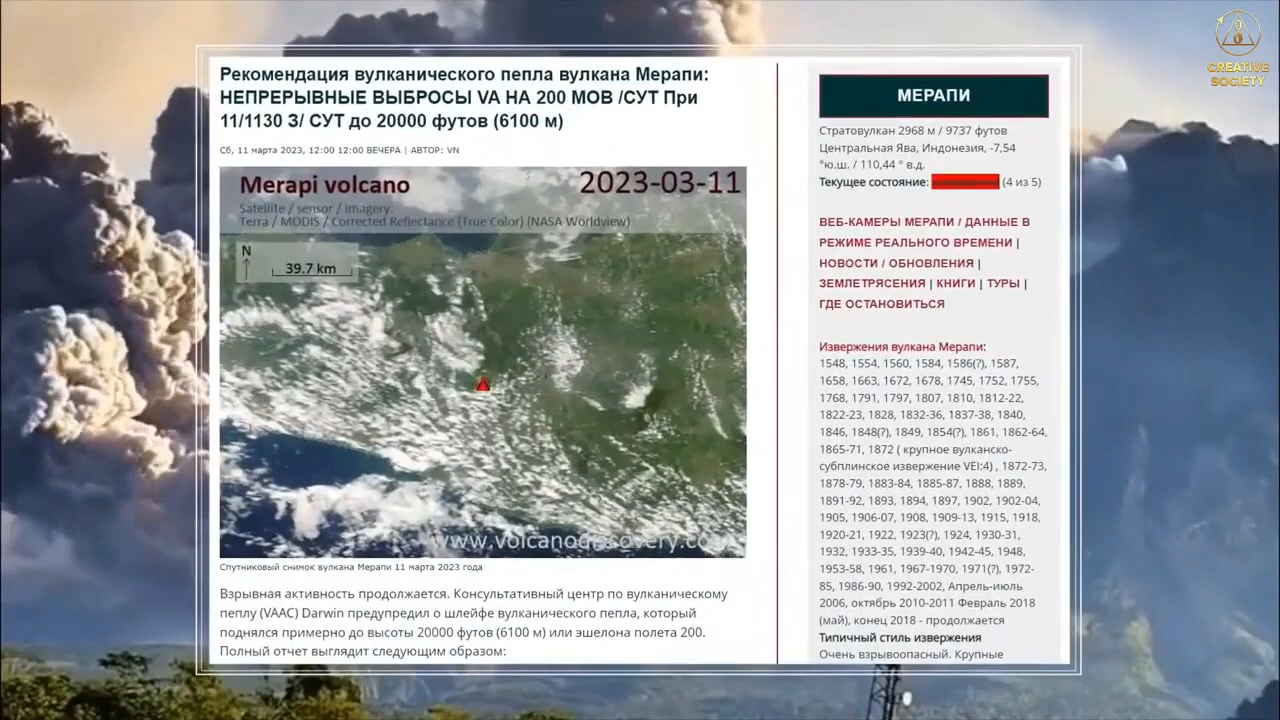 CREATIVE
SOCIETY
Рекомендация вулканического пепла вулкана Мерапи:
НЕПРЕРЫВНЫЕ ВЫБРОСЫ VA НА 200 MOB /СУТ При
11/1130 З/ СУТ до 20000 футов (6100 м)
Сб, 11 марта 2023, 12:00 12:00 ВЕЧЕРА | АВТОР: VN
Merapi volcano 2023-03-11
Satellite / sensor / imagery:
Terra / MODIS / Corrected Reflectance (True Color) (NASA Worldview)
N
39.7 km
www.volcanodiscovery.com
Спутниковый снимок вулкана Мерапи 11 марта 2023 года
Взрывная активность продолжается. Консультативный центр по вулканическому
пеплу (VAAC) Darwin предупредил о шлейфе вулканического пепла, который
поднялся примерно до высоты 20000 футов (6100 м) или эшелона полета 200.
Полный отчет выглядит следующим образом:
МЕРАПИ
Стратовулкан 2968 м / 9737 футов
Центральная Ява, Индонезия, -7,54
°ю.ш. / 110,44 ° в.д.
Текущее состояние: (4 из 5)
ВЕБ-КАМЕРЫ МЕРАПИ / ДАННЫЕ В
РЕЖИМЕ РЕАЛЬНОГО ВРЕМЕНИ |
НОВОСТИ / ОБНОВЛЕНИЯ |
ЗЕМЛЕТРЯСЕНИЯ | КНИГИ | ТУРЫ |
ГДЕ ОСТАНОВИТЬСЯ
Извержения вулкана Мерапи:
1548, 1554, 1560, 1584, 1586(?), 1587,
1658, 1663, 1672, 1678, 1745, 1752, 1755,
1768, 1791, 1797, 1807, 1810, 1812-22,
1822-23, 1828, 1832-36, 1837-38, 1840,
1846, 1848(?), 1849, 1854(?), 1861, 1862-64,
1865-71, 1872 ( крупное вулканско-
субплинское извержение VEI:4) , 1872-73,
1878-79, 1883-84, 1885-87, 1888, 1889,
1891-92, 1893, 1894, 1897, 1902, 1902-04,
1905, 1906-07, 1908, 1909-13, 1915, 1918,
1920-21, 1922, 1923(?), 1924, 1930-31,
1932, 1933-35, 1939-40, 1942-45, 1948,
1953-58, 1961, 1967-1970, 1971(?), 1972-
85, 1986-90, 1992-2002, Апрель-июль
2006, октябрь 2010-2011 Февраль 2018
(май), конец 2018 - продолжается
Типичный стиль извержения
Очень взрывоопасный. Крупные